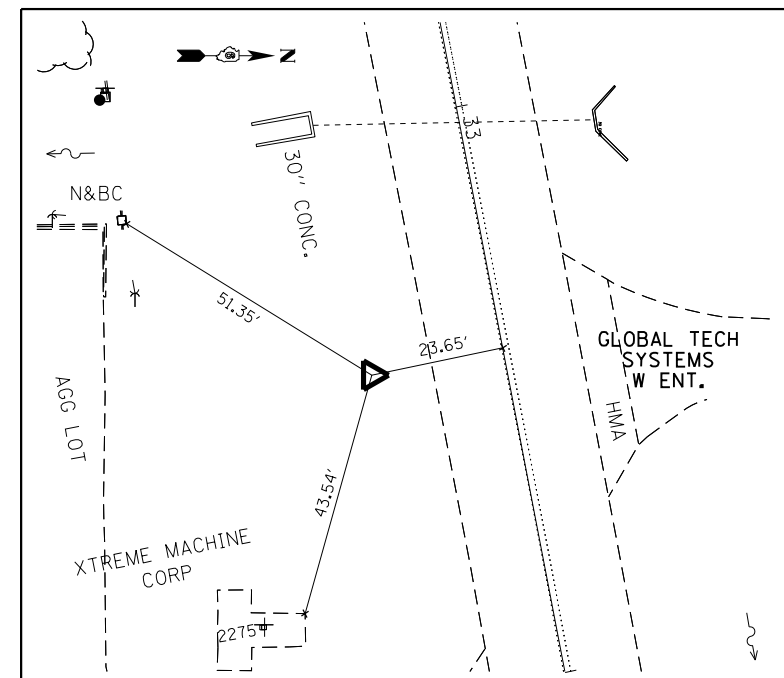 N
33
30" CONC.
N&BC
51.35'
23.65'
GLOBAL TECH
SYSTEMS
W ENT.
HMA
AGG LOT
43.54'
XTREME MACHINE
CORP
2275